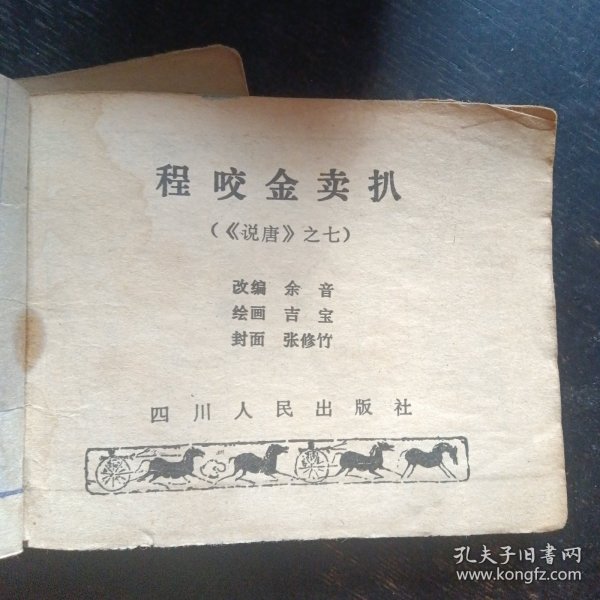 程咬金卖扒
(《说唐》之七)
改编 余音
绘画 吉宝
封面 张修竹
四川人民出版社
孔夫子旧书网
www.kongfz.com